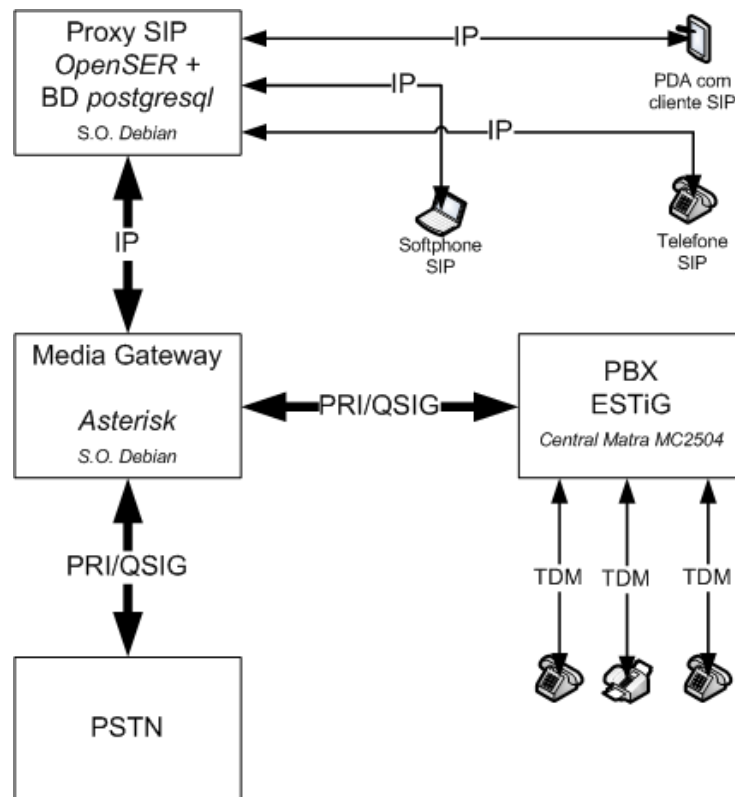 Proxy SIP
OpenSER +
BD postgresql
S.O. Debian
IP
PDA com
cliente SIP
IP
IP
Softphone
SIP
Telefone
SIP
IP
Media Gateway
Asterisk
S.O. Debian
PRI/QSIG
PBX
ESTiG
Central Matra MC2504
PRI/QSIG
TDM
TDM
TDM
PSTN